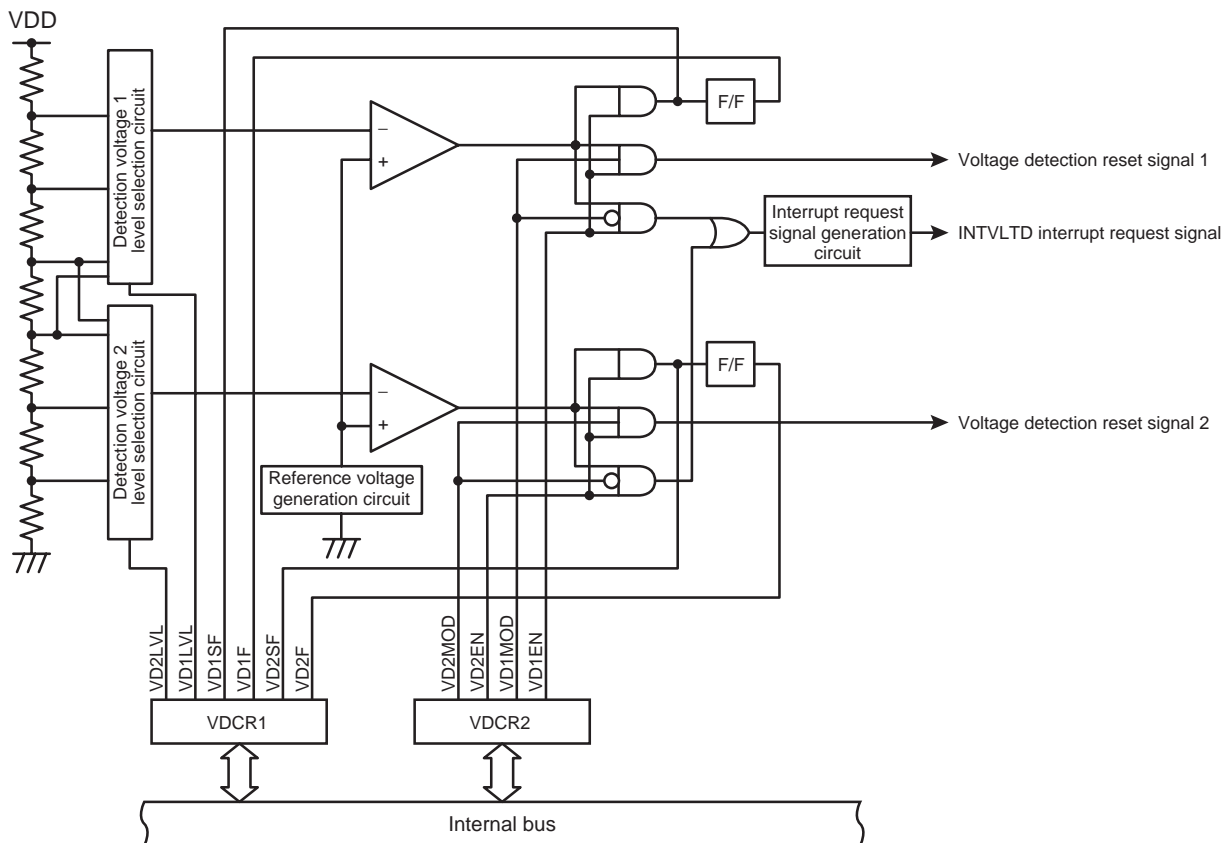 VDD
Detection voltage 1
level selection circuit
−
+
F/F
Voltage detection reset signal 1
Interrupt request
signal generation
circuit
INTVLTD interrupt request signal
Detection voltage 2
level selection circuit
−
+
F/F
Voltage detection reset signal 2
Reference voltage
generation circuit
VD2LVL
VD1LVL
VD1SF
VD1F
VD2SF
VD2F
VD2MOD
VD2EN
VD1MOD
VD1EN
VDCR1
VDCR2
Internal bus